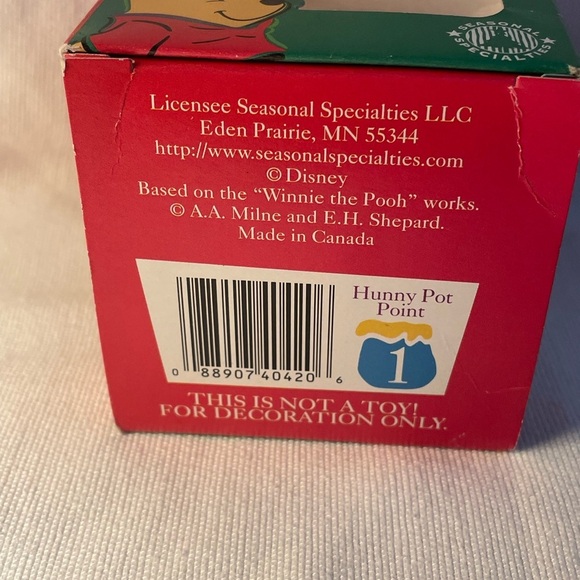 SEASONAL
SPECIALTIES
Licensee Seasonal Specialties LLC
Eden Prairie, MN 55344
http://www.seasonalspecialties.com
© Disney
Based on the “Winnie the Pooh” works.
© A.A. Milne and E.H. Shepard.
Made in Canada
Hunny Pot
Point
1
0 88907 40420 6
THIS IS NOT A TOY!
FOR DECORATION ONLY.